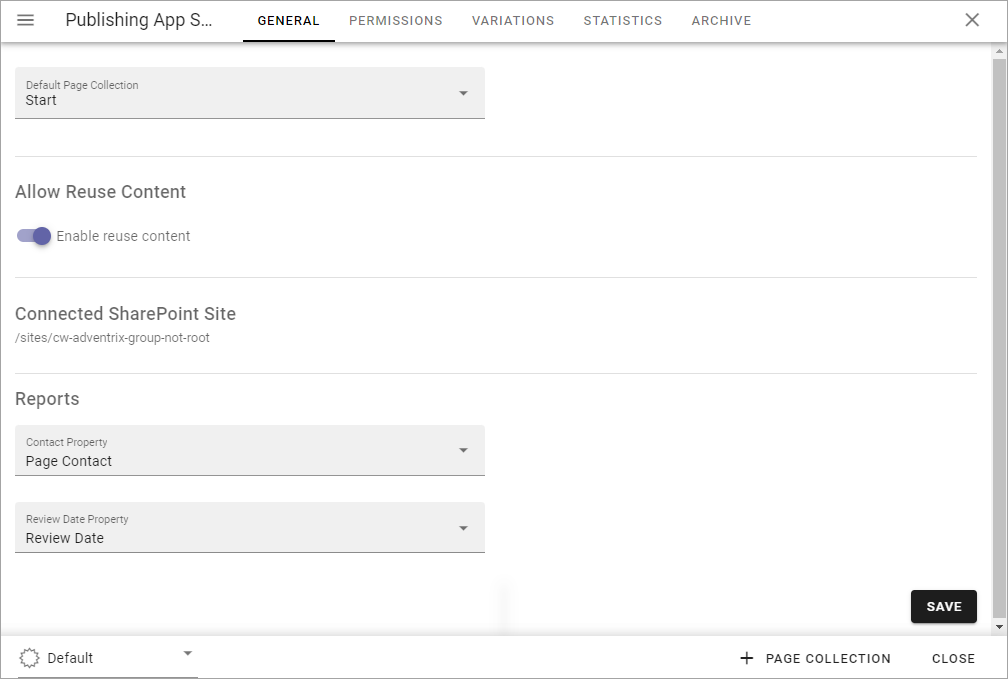 Publishing App S...
GENERAL
PERMISSIONS
VARIATIONS
STATISTICS
ARCHIVE
Default Page Collection
Start
Allow Reuse Content
Enable reuse content
Connected SharePoint Site
/sites/cw-adventrix-group-not-root
Reports
Contact Property
Page Contact
Review Date Property
Review Date
SAVE
Default
PAGE COLLECTION
CLOSE